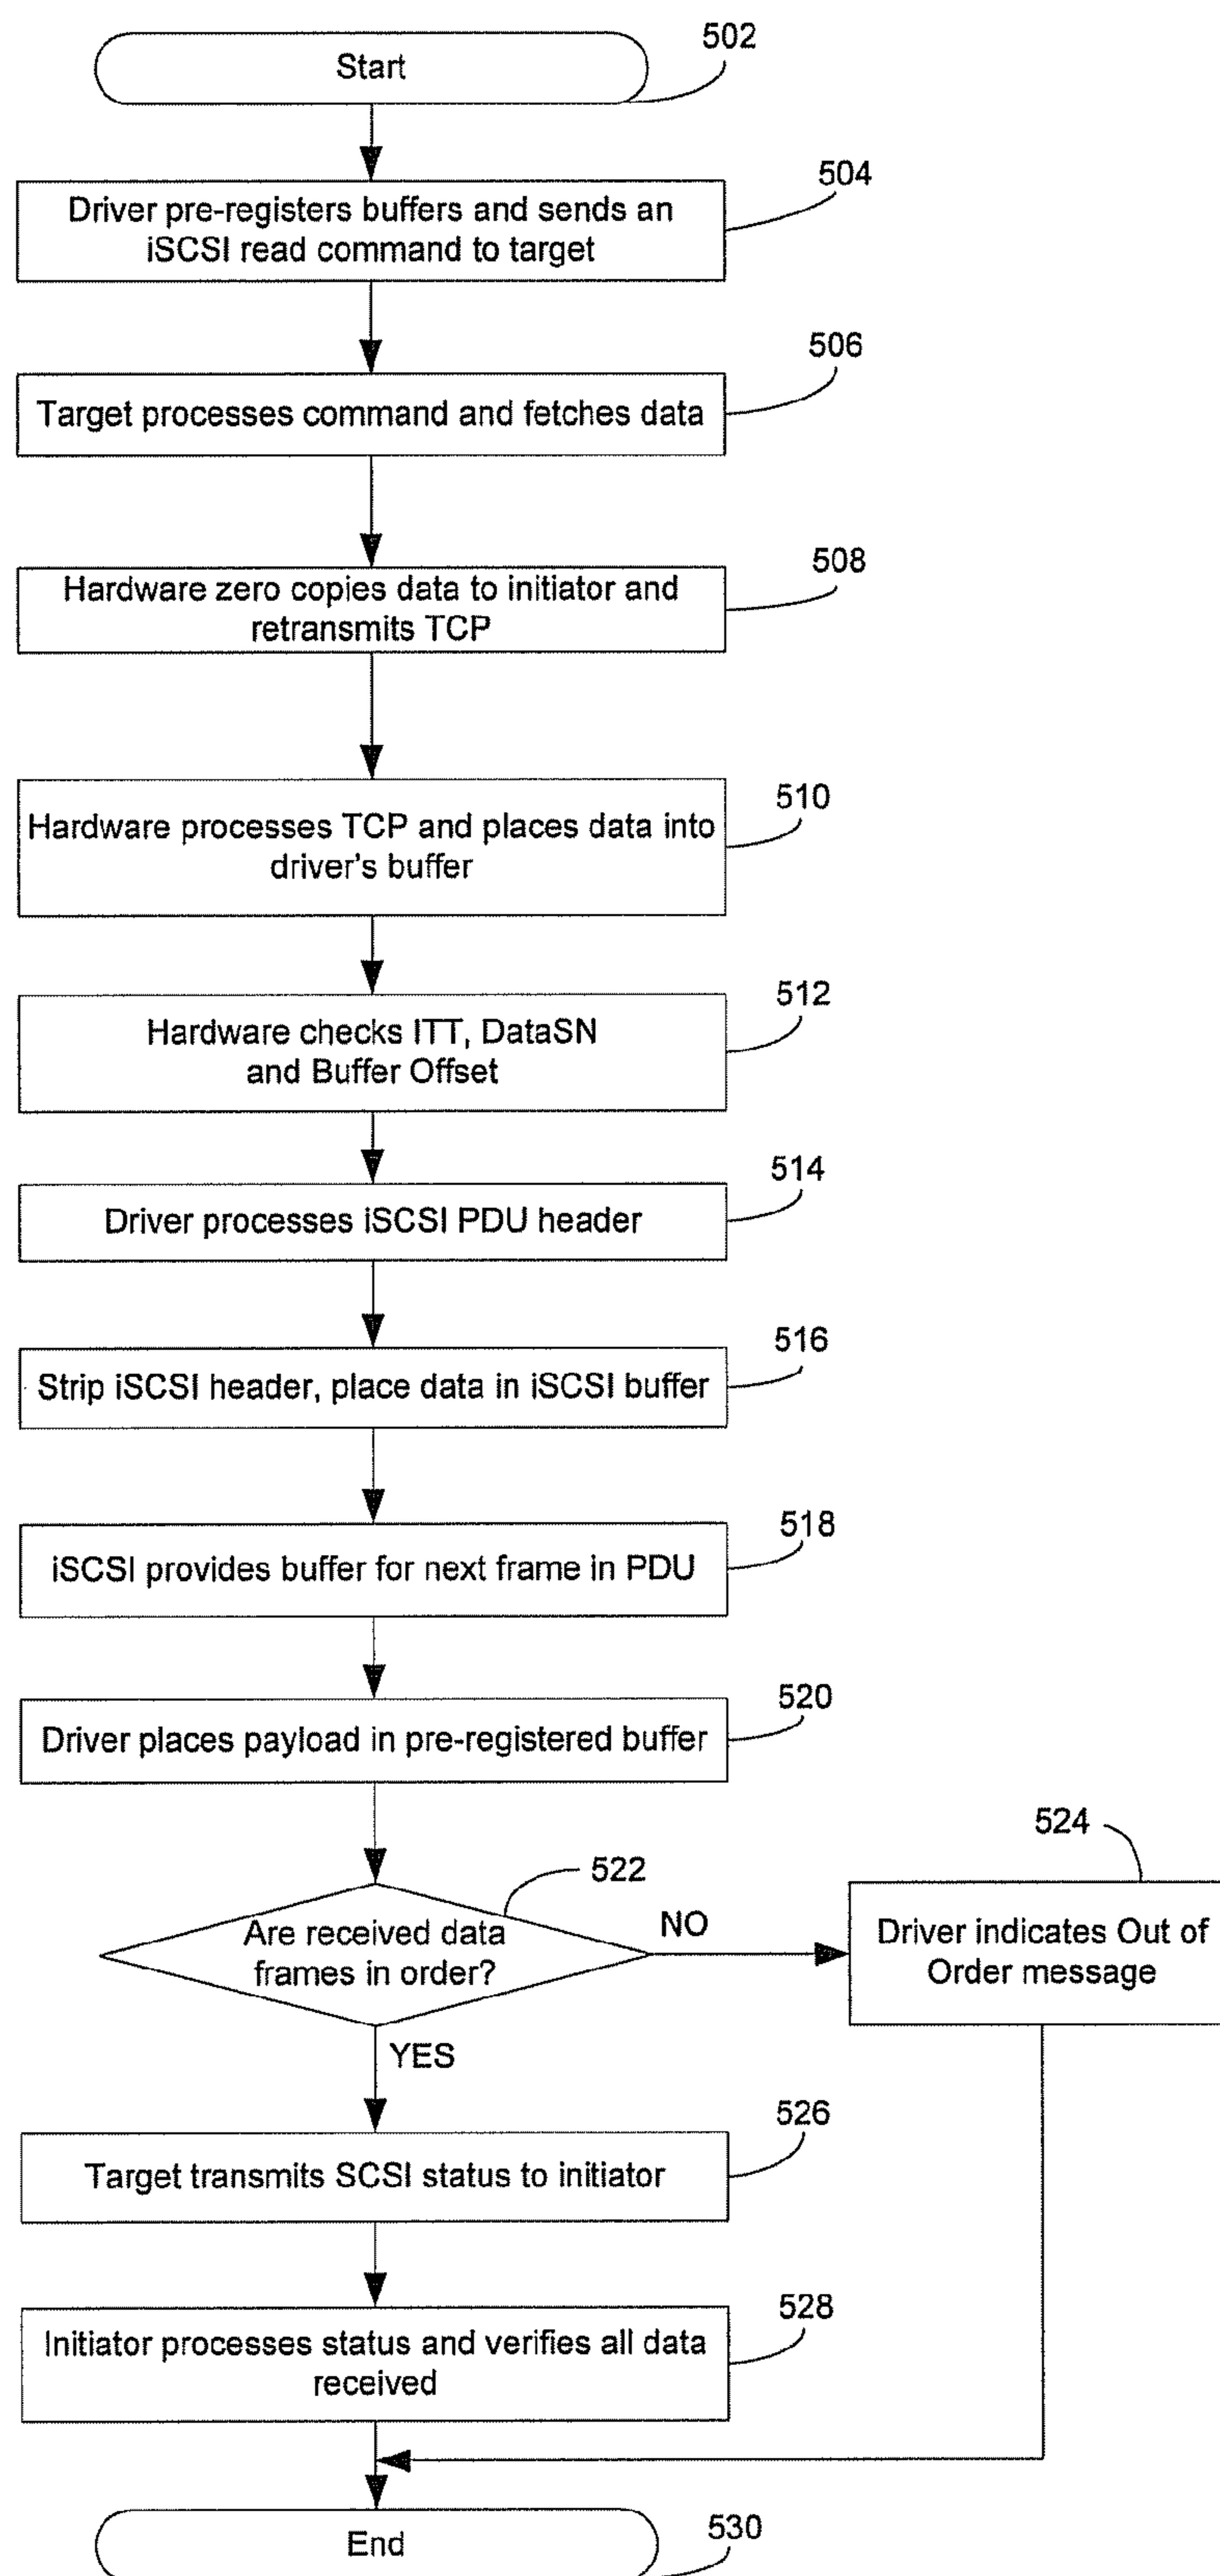 502
Start
504
Driver pre-registers buffers and sends an
iSCSI read command to target
506
Target processes command and fetches data
508
Hardware zero copies data to initiator and
retransmits TCP
510
Hardware processes TCP and places data into
driver's buffer
512
Hardware checks ITT, DataSN
and Buffer Offset
514
Driver processes iSCSI PDU header
516
Strip iSCSI header, place data in iSCSI buffer
518
iSCSI provides buffer for next frame in PDU
520
Driver places payload in pre-registered buffer
522
Are received data
frames in order?
NO
524
Driver indicates Out of
Order message
YES
526
Target transmits SCSI status to initiator
528
Initiator processes status and verifies all data
received
End
530